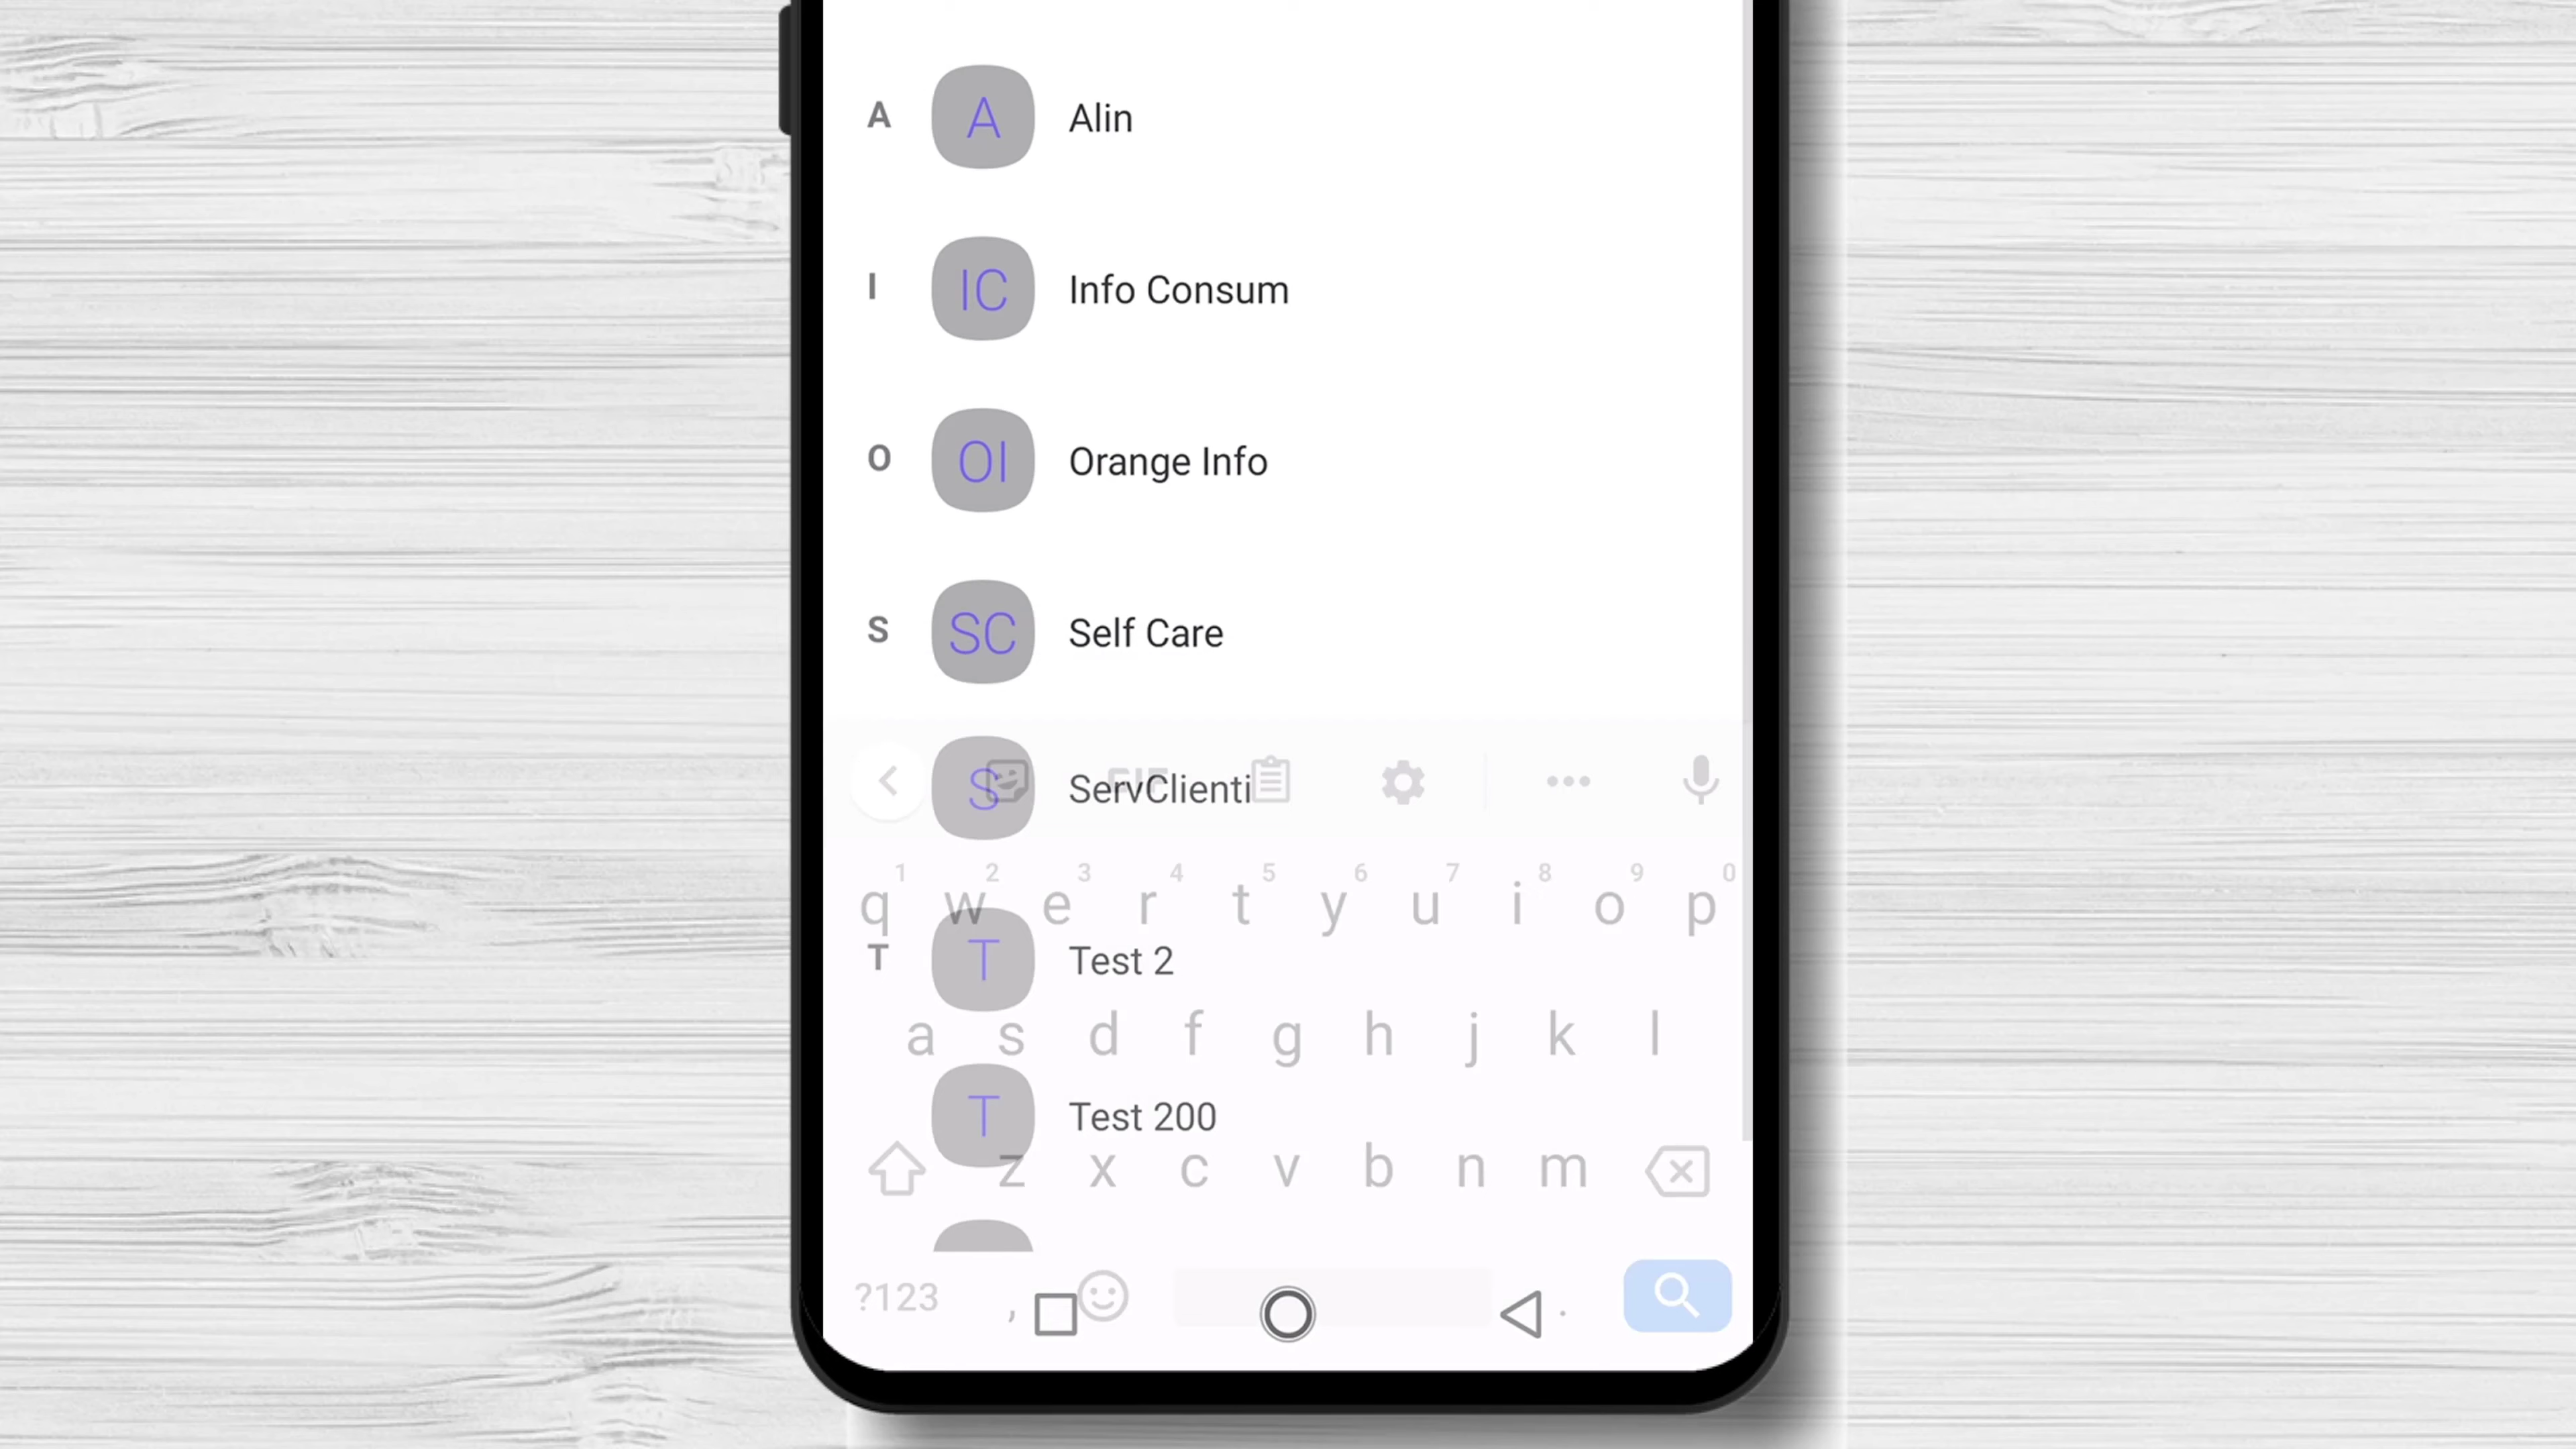 A A Alin
I IC Info Consum
O OI Orange Info
S SC Self Care
S ServClienti
GIF
1 2 3 4 5 6 7 8 9 0
q w e r t y u i o p
T T Test 2
a s d f g h j k l
T Test 200
z x c v b n m
?123 , .